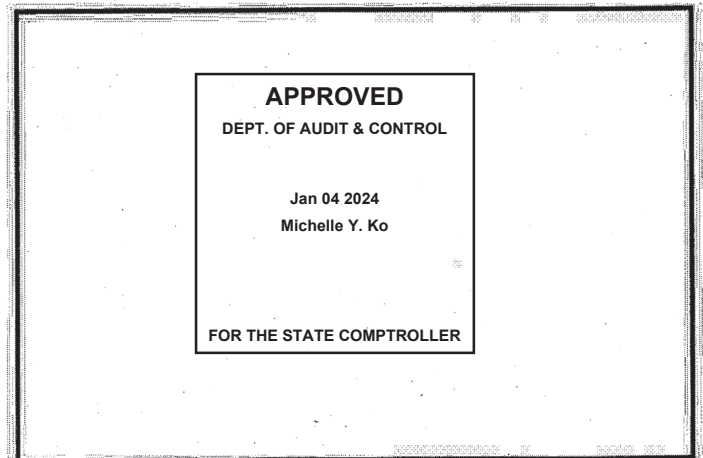 APPROVED
DEPT. OF AUDIT & CONTROL
Jan 04 2024
Michelle Y. Ko
FOR THE STATE COMPTROLLER